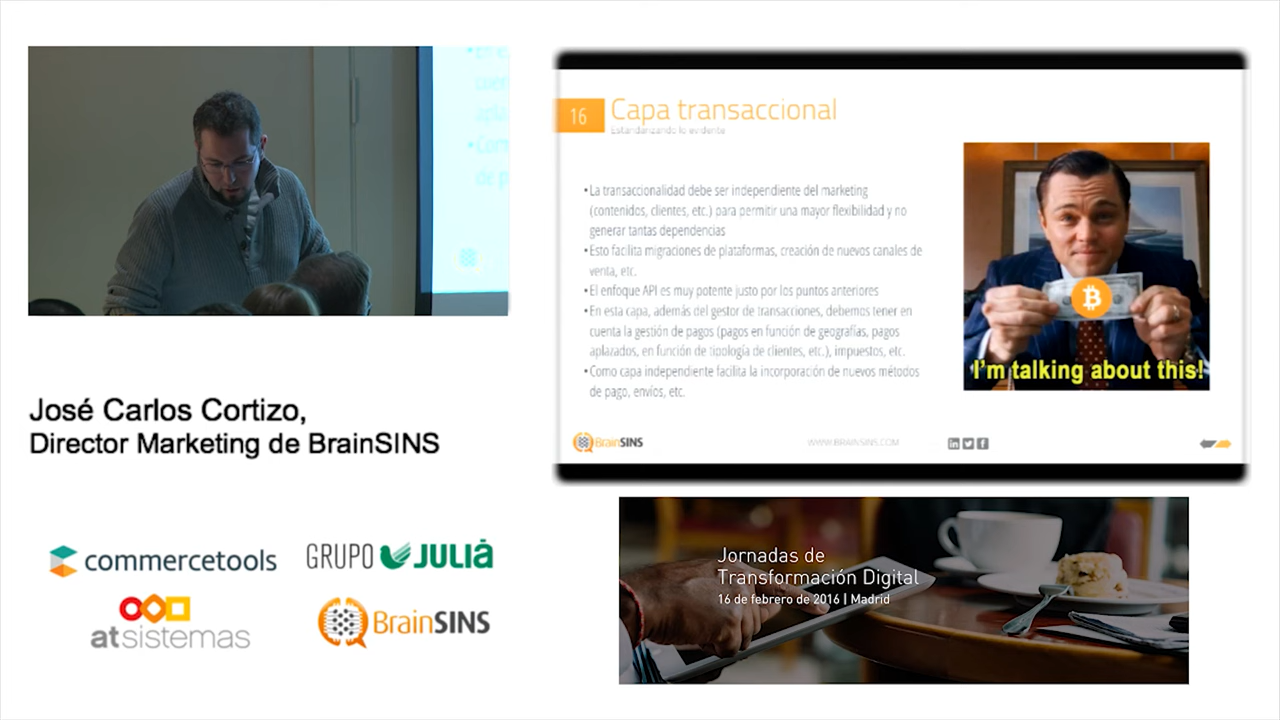 16
Capa transaccional
Estandarizando lo evidente
•La transaccionalidad debe ser independiente del marketing
(contenidos, clientes, etc.) para permitir una mayor flexibilidad y no
generar tantas dependencias
•Esto facilita migraciones de plataformas, creación de nuevos canales de
venta, etc.
•El enfoque API es muy potente justo por los puntos anteriores
•En esta capa, además del gestor de transacciones, debemos tener en
cuenta la gestión de pagos (pagos en función de geografías, pagos
aplazados, en función de tipología de clientes, etc.), impuestos, etc.
•Como capa independiente facilita la incorporación de nuevos métodos
de pago, envíos, etc.
I'm talking about this!
BrainSINS
WWW.BRAINSINS.COM
José Carlos Cortizo,
Director Marketing de BrainSINS
commercetools
GRUPO JULIÀ
atsistemas
BrainSINS
Jornadas de
Transformación Digital
16 de febrero de 2016 | Madrid